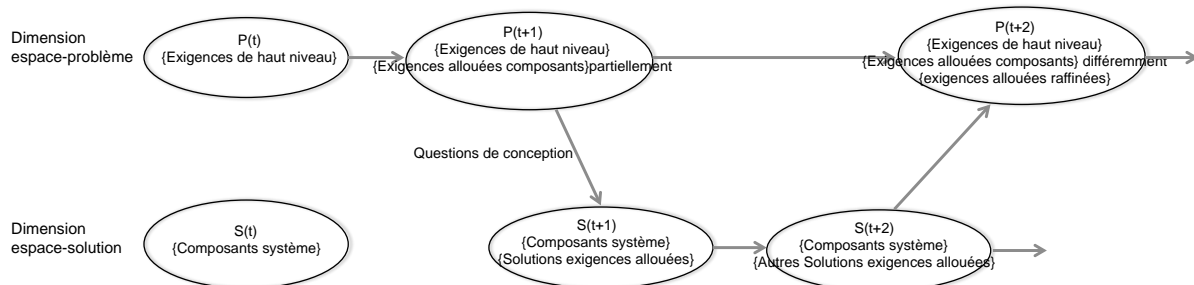 Dimension
espace-problème
P(t)
{Exigences de haut niveau}
P(t+1)
{Exigences de haut niveau}
{Exigences allouées composants}partiellement
P(t+2)
{Exigences de haut niveau}
{Exigences allouées composants} différemment
{exigences allouées raffinées}
Questions de conception
Dimension
espace-solution
S(t)
{Composants système}
S(t+1)
{Composants système}
{Solutions exigences allouées}
S(t+2)
{Composants système}
{Autres Solutions exigences allouées}